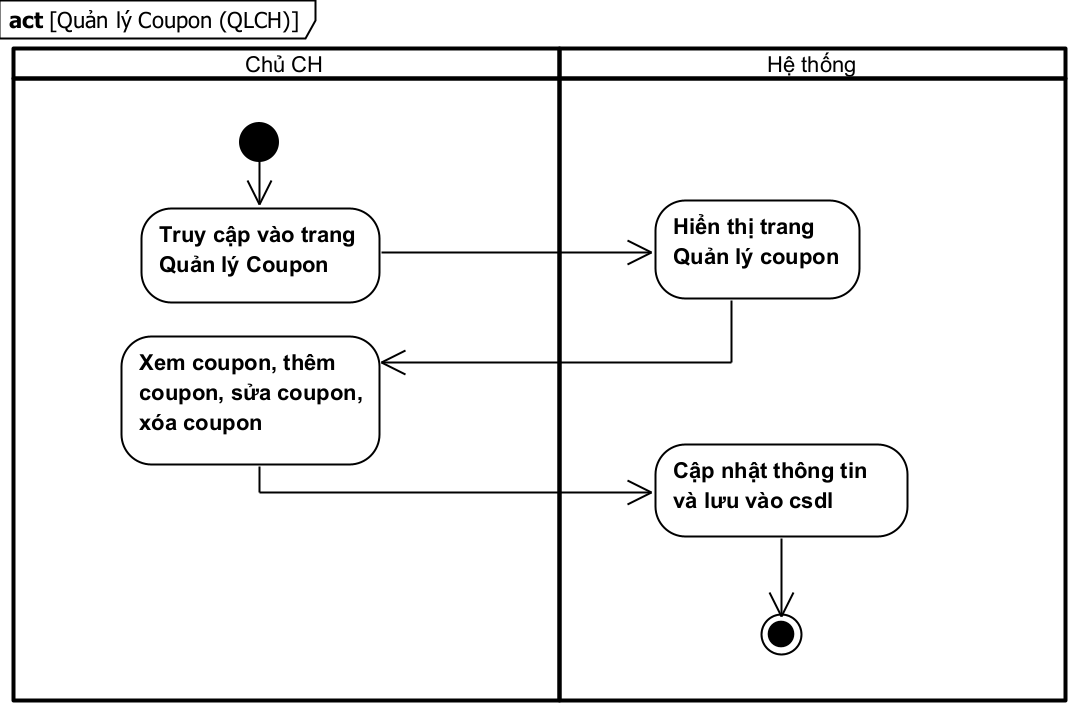 act [Quản lý Coupon (QLCH)]
Chủ CH
Hệ thống
Truy cập vào trang
Quản lý Coupon
Hiển thị trang
Quản lý coupon
Xem coupon, thêm
coupon, sửa coupon,
xóa coupon
Cập nhật thông tin
và lưu vào csdl